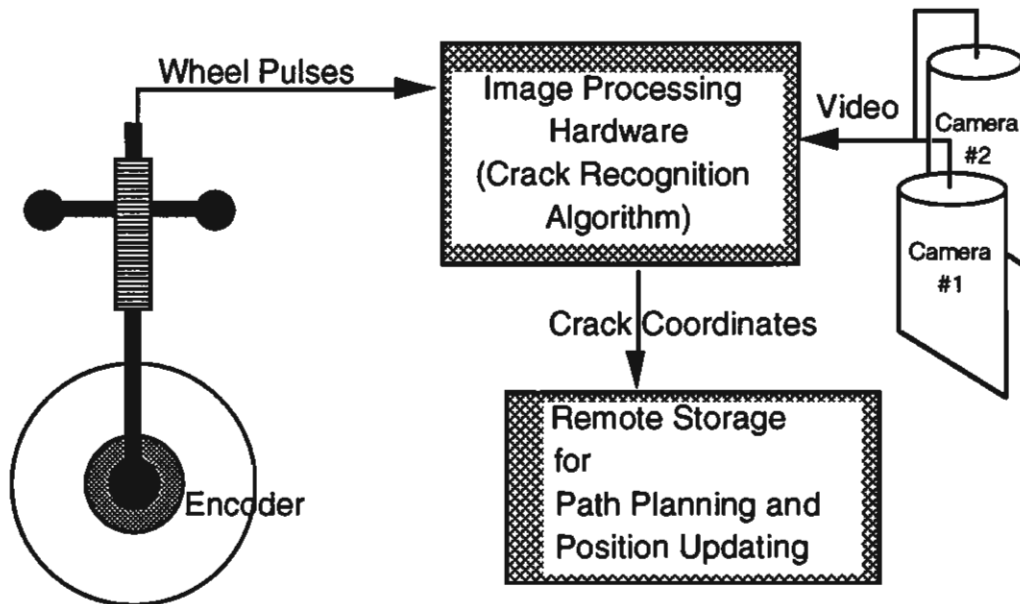 Wheel Pulses
Image Processing
Hardware
(Crack Recognition
Algorithm)
Video
Camera
#2
Camera
#1
Crack Coordinates
Encoder
Remote Storage
for
Path Planning and
Position Updating